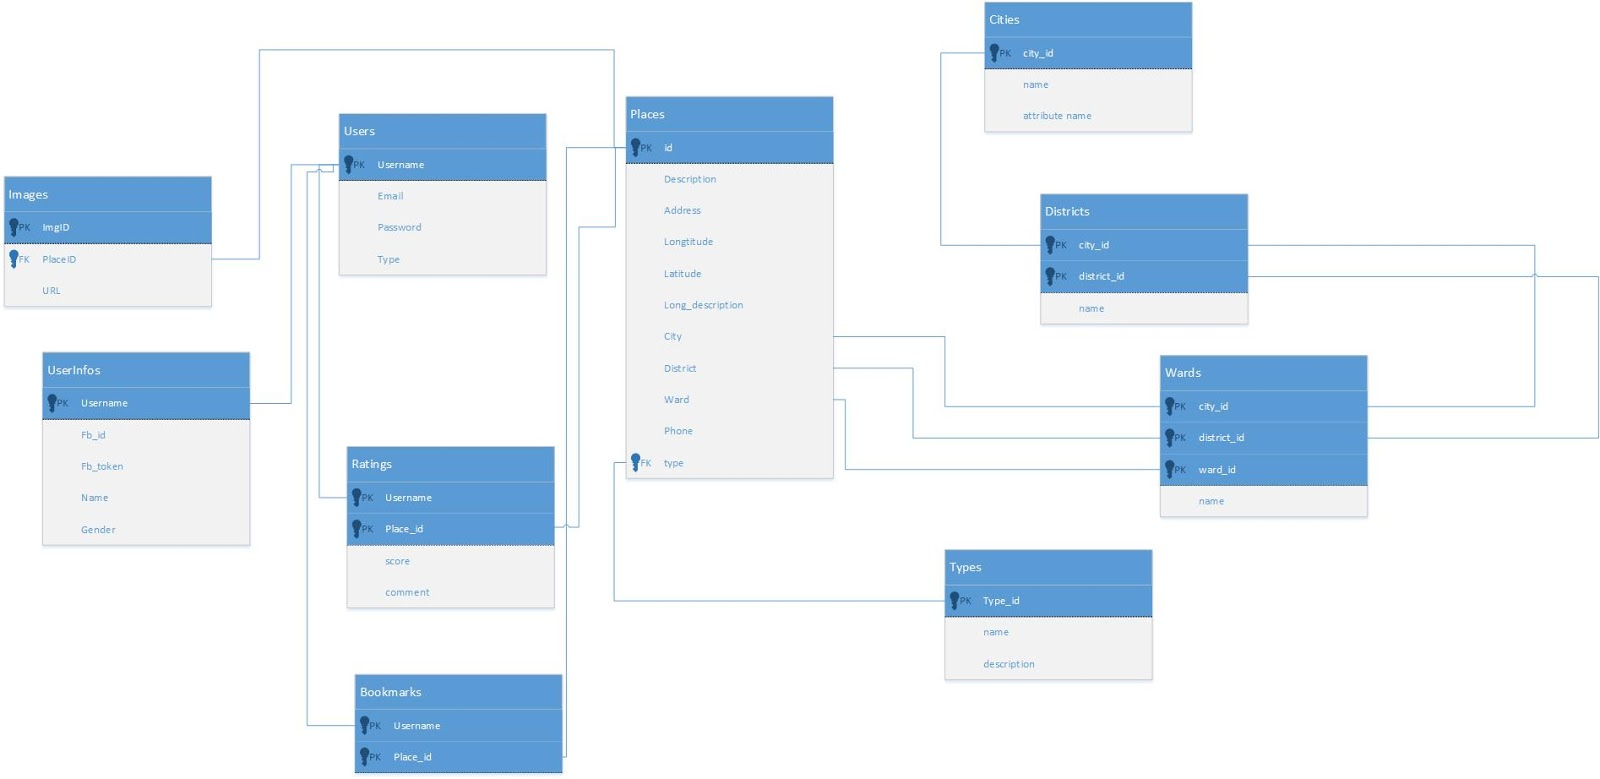 Cities
PK city_id
name
attribute name
Places
PK id
Description
Address
Longtitude
Latitude
Long_description
City
District
Ward
Phone
FK type
Users
PK Username
Email
Password
Type
Images
PK ImgID
FK PlaceID
URL
Districts
PK city_id
PK district_id
name
UserInfos
PK Username
Fb_id
Fb_token
Name
Gender
Wards
PK city_id
PK district_id
PK ward_id
name
Ratings
PK Username
PK Place_id
score
comment
Types
PK Type_id
name
description
Bookmarks
PK Username
PK Place_id